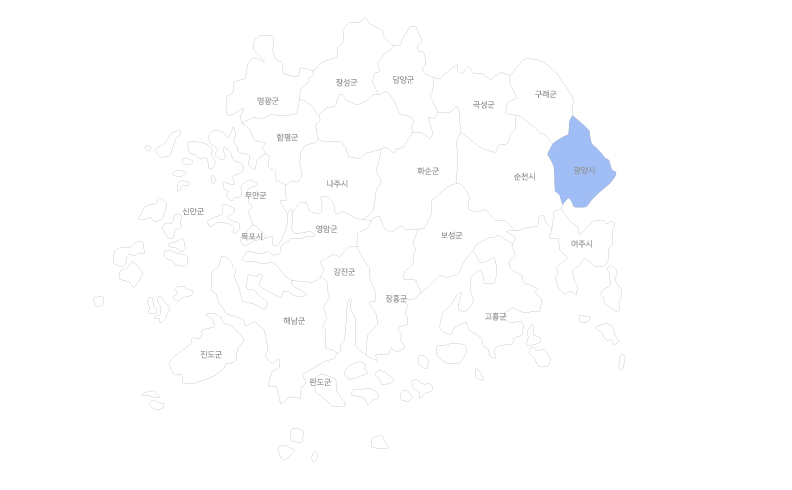 장성군
담양군
구례군
영광군
곡성군
함평군
화순군
광양시
순천시
나주시
무안군
신안군
영암군
목포시
보성군
여주시
강진군
장흥군
해남군
고흥군
진도군
완도군